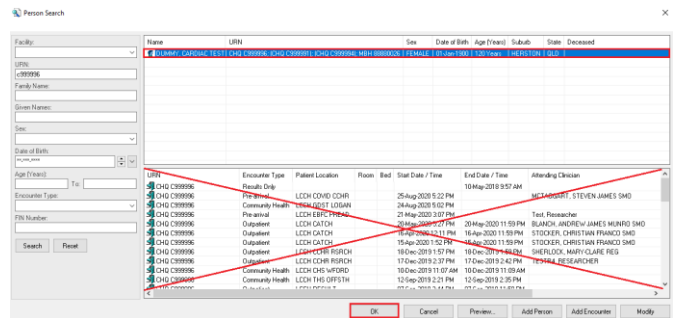 Person Search
Facility:
URN:
c999996
Family Name:
Given Names:
Sex:
Date of Birth:
**-***-****
Age (Years):
To:
Encounter Type:
FIN Number:
Search Reset
Name URN Sex Date of Birth Age (Years) Suburb State Deceased
DUMMY, CARDIAC TEST CHQ C999996; (CHQ C999991); (CHQ C999994); MBH 88880026 FEMALE 01-Jan-1900 120 Years HERSTON QLD
URN Encounter Type Patient Location Room Bed Start Date / Time End Date / Time Attending Clinician
CHQ C999996 Results Only 10-May-2018 9:57 AM
CHQ C999996 Pre-arrival LCCH COVID CCHR 25-Aug-2020 5:22 PM MCTAGGART, STEVEN JAMES SMO
CHQ C999996 Community Health LCCH GDST LOGAN 24-Aug-2020 5:02 PM
CHQ C999996 Pre-arrival LCCH EBFC PREAD 21-May-2020 3:07 PM Test, Researcher
CHQ C999996 Outpatient LCCH CATCH 20-May-2020 5:27 PM 20-May-2020 11:59 PM BLANCH, ANDREW JAMES MUNRO SMO
CHQ C999996 Outpatient LCCH CATCH 16-Apr-2020 12:11 PM 16-Apr-2020 11:59 PM STOCKER, CHRISTIAN FRANCO SMO
CHQ C999996 Outpatient LCCH CATCH 15-Apr-2020 1:52 PM 15-Apr-2020 11:59 PM STOCKER, CHRISTIAN FRANCO SMO
CHQ C999996 Outpatient LCCH CCHR RSRCH 18-Dec-2019 1:57 PM 18-Dec-2019 PM SHERLOCK, MARY-CLARE REG
CHQ C999996 Outpatient LCCH CCHR RSRCH 17-Dec-2019 2:37 PM 17-Dec-2019 2:42 PM RESEARCHER
CHQ C999996 Community Health LCCH CHS WFORD 10-Dec-2019 11:07 AM 10-Dec-2019 11:09 AM
CHQ C999996 Community Health LCCH THS OFFSTH 12-Sep-2019 2:21 PM 12-Sep-2019 2:35 PM
OK Cancel Preview... Add Person Add Encounter Modify